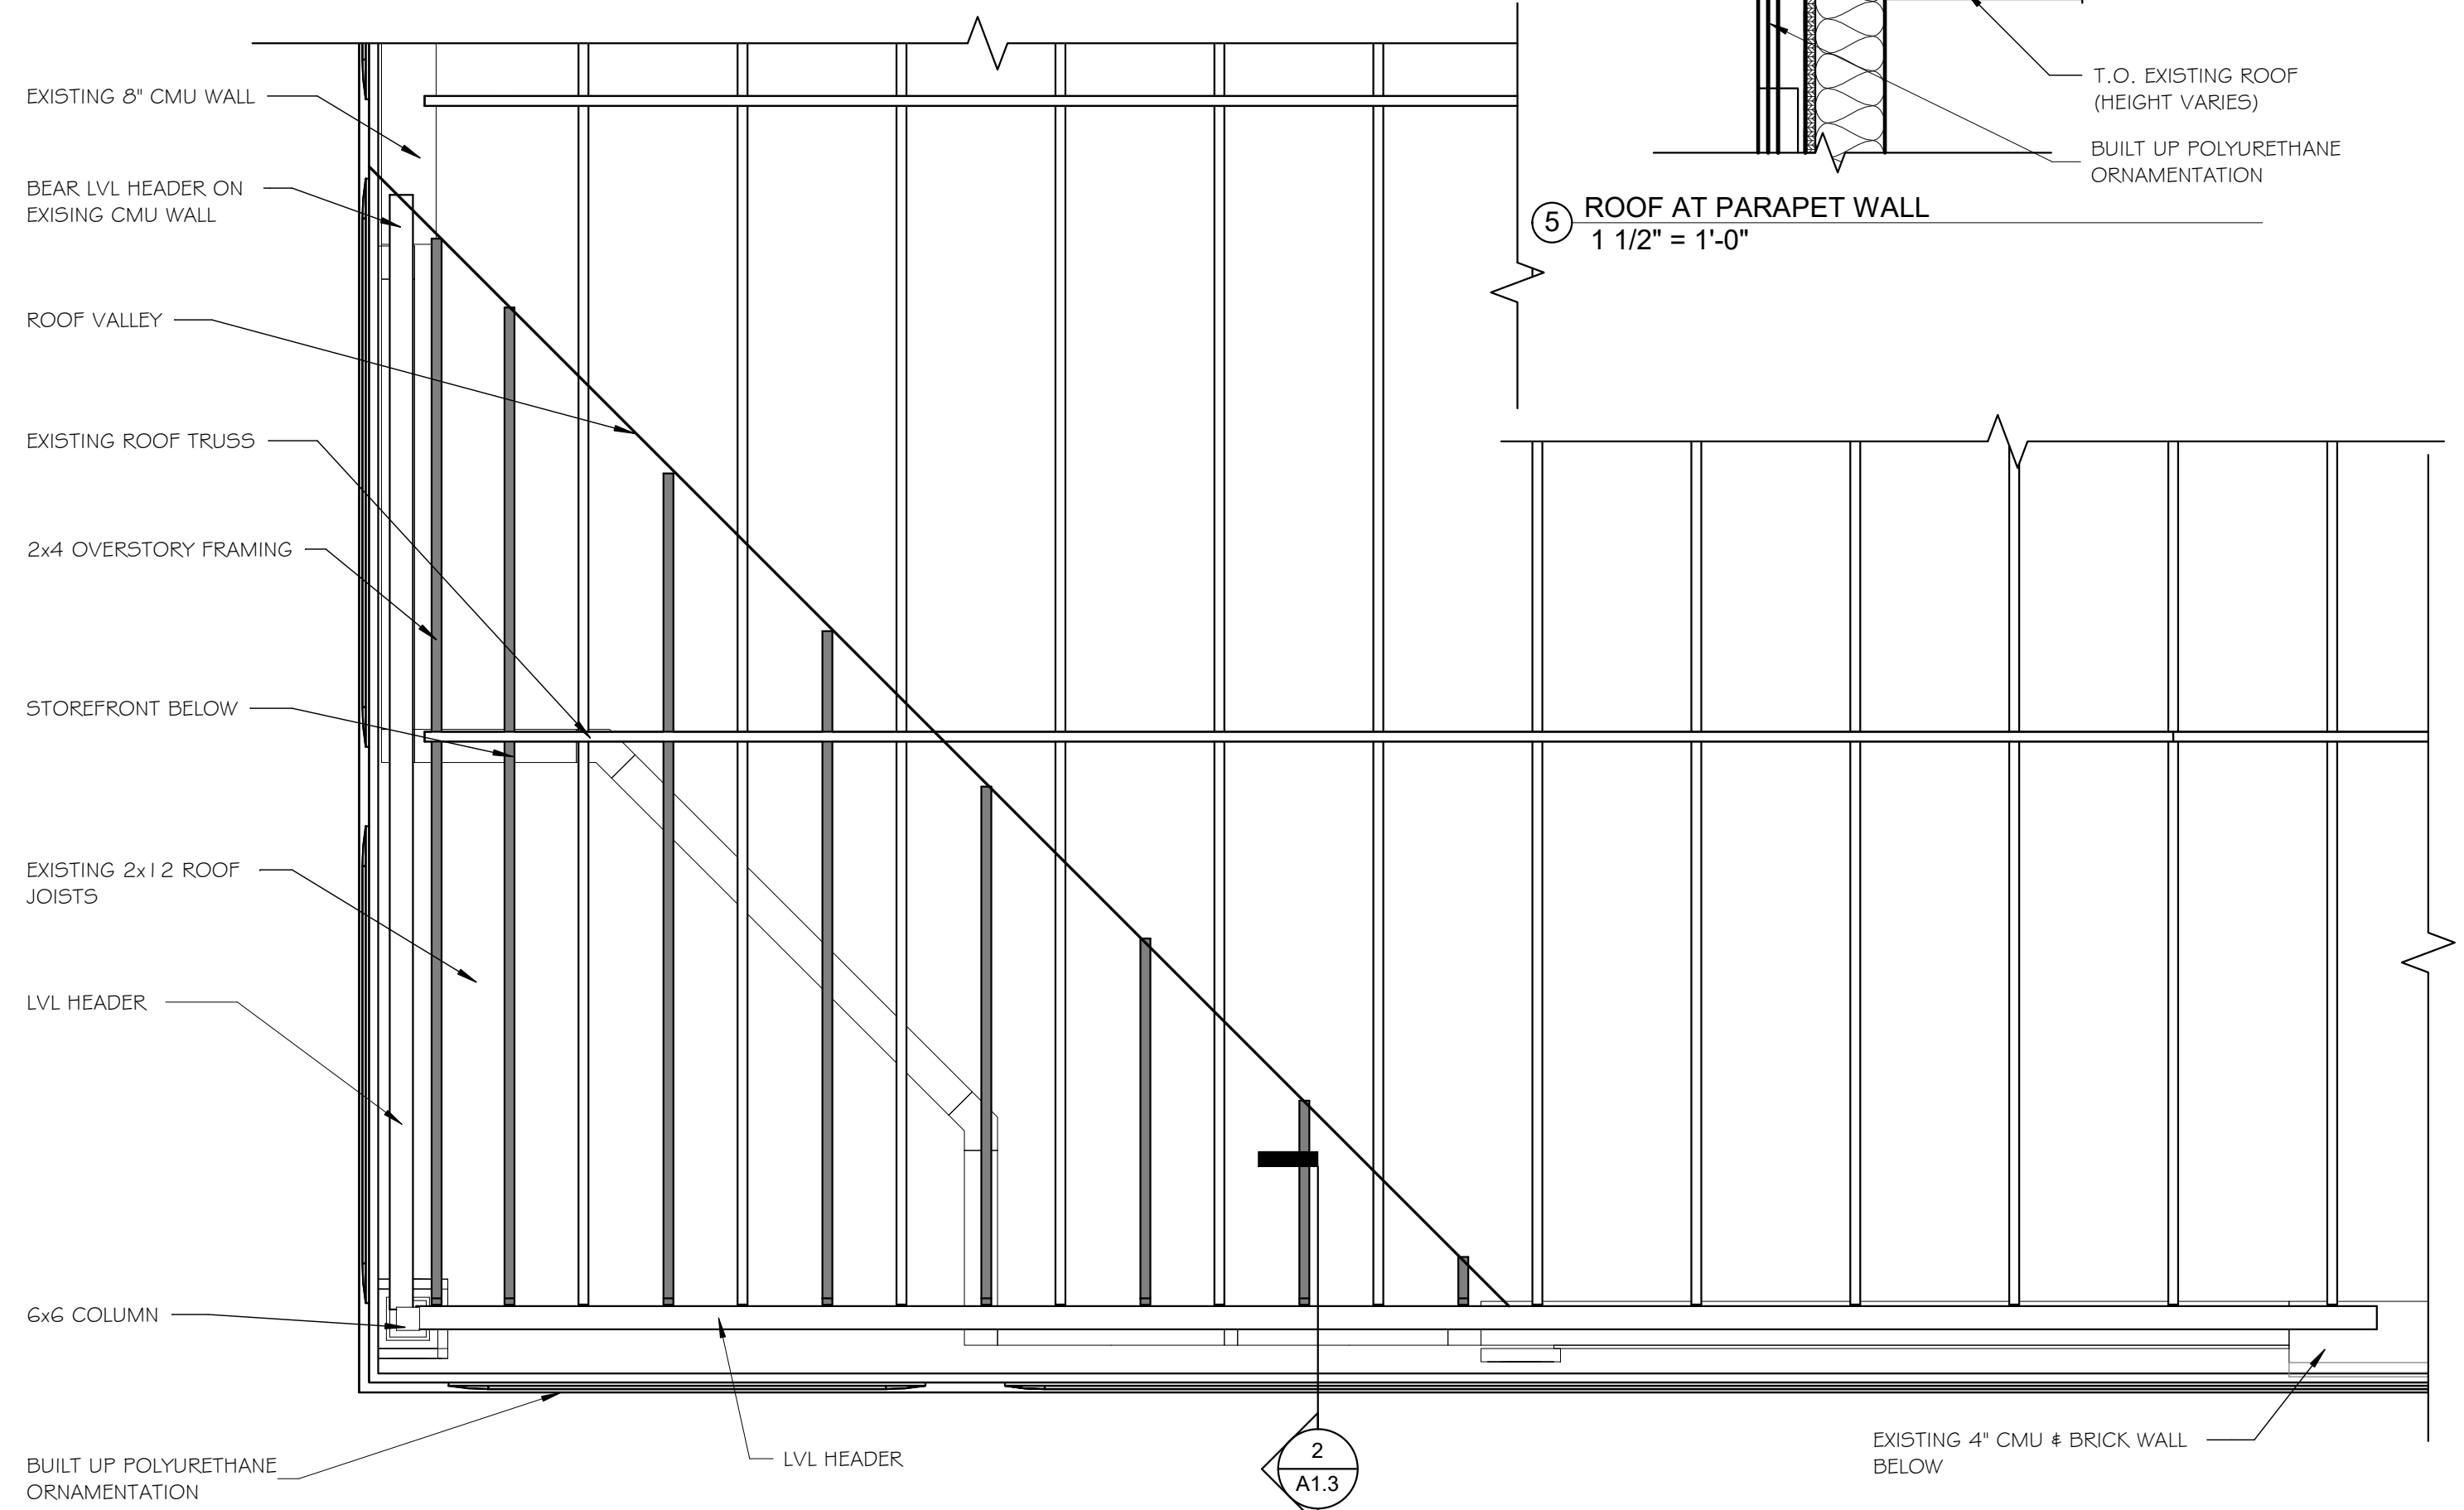 EXISTING 8" CMU WALL
BEAR LVL HEADER ON
EXISING CMU WALL
ROOF VALLEY
EXISTING ROOF TRUSS
2x4 OVERSTORY FRAMING
STOREFRONT BELOW
EXISTING 2x12 ROOF
JOISTS
LVL HEADER
6x6 COLUMN
BUILT UP POLYURETHANE
ORNAMENTATION
LVL HEADER
2
A1.3
EXISTING 4" CMU & BRICK WALL
BELOW
T.O. EXISTING ROOF
(HEIGHT VARIES)
BUILT UP POLYURETHANE
ORNAMENTATION
5 ROOF AT PARAPET WALL
1 1/2" = 1'-0"